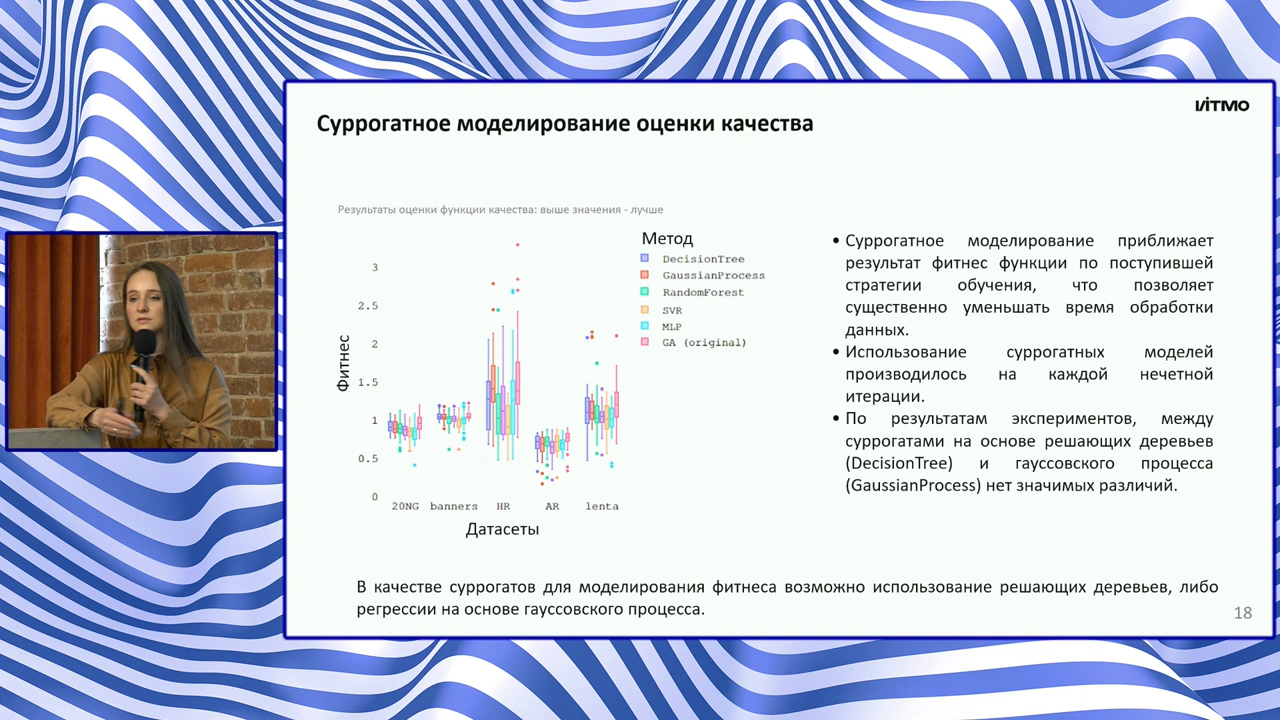 ИТМО
Суррогатное моделирование оценки качества
Результаты оценки функции качества: выше значения - лучше
Метод
DecisionTree
GaussianProcess
RandomForest
SVR
MLP
GA (original)
Фитнес
3
2.5
2
1.5
1
0.5
0
20NG banners HR AR lenta
Датасеты
• Суррогатное моделирование приближает
результат фитнес функции по поступившей
стратегии обучения, что позволяет
существенно уменьшать время обработки
данных.
• Использование суррогатных моделей
производилось на каждой нечетной
итерации.
• По результатам экспериментов, между
суррогатами на основе решающих деревьев
(DecisionTree) и гауссовского процесса
(GaussianProcess) нет значимых различий.
В качестве суррогатов для моделирования фитнеса возможно использование решающих деревьев, либо
регрессии на основе гауссовского процесса.
18